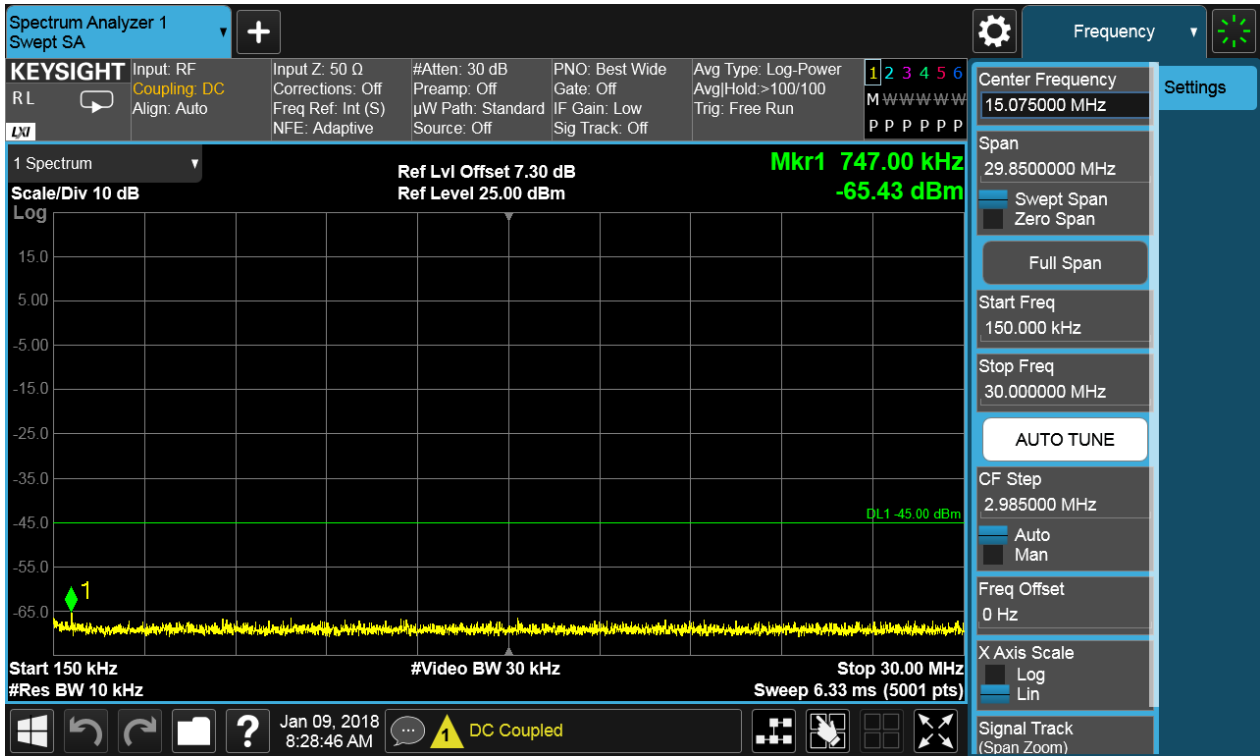 Spectrum Analyzer 1
Swept SA
+
Frequency
KEYSIGHT
R L
LXI
Input: RF
Coupling: DC
Align: Auto
Input Z: 50 Ω
Corrections: Off
Freq Ref: Int (S)
NFE: Adaptive
#Atten: 30 dB
Preamp: Off
µW Path: Standard
Source: Off
PNO: Best Wide
Gate: Off
IF Gain: Low
Sig Track: Off
Avg Type: Log-Power
Avg|Hold:>100/100
Trig: Free Run
1 2 3 4 5 6
M W W W W W
P P P P P P
1 Spectrum
Scale/Div 10 dB
Log
Ref Lvl Offset 7.30 dB
Ref Level 25.00 dBm
Mkr1 747.00 kHz
-65.43 dBm
15.0
5.00
-5.00
-15.0
-25.0
-35.0
-45.0
-55.0
-65.0
DL1 -45.00 dBm
1
Start 150 kHz
#Res BW 10 kHz
#Video BW 30 kHz
Stop 30.00 MHz
Sweep 6.33 ms (5001 pts)
Center Frequency
15.075000 MHz
Span
29.8500000 MHz
Swept Span
Zero Span
Full Span
Start Freq
150.000 kHz
Stop Freq
30.000000 MHz
AUTO TUNE
CF Step
2.985000 MHz
Auto
Man
Freq Offset
0 Hz
X Axis Scale
Log
Lin
Signal Track
(Span Zoom)
Settings
?
Jan 09, 2018
8:28:46 AM
1
DC Coupled